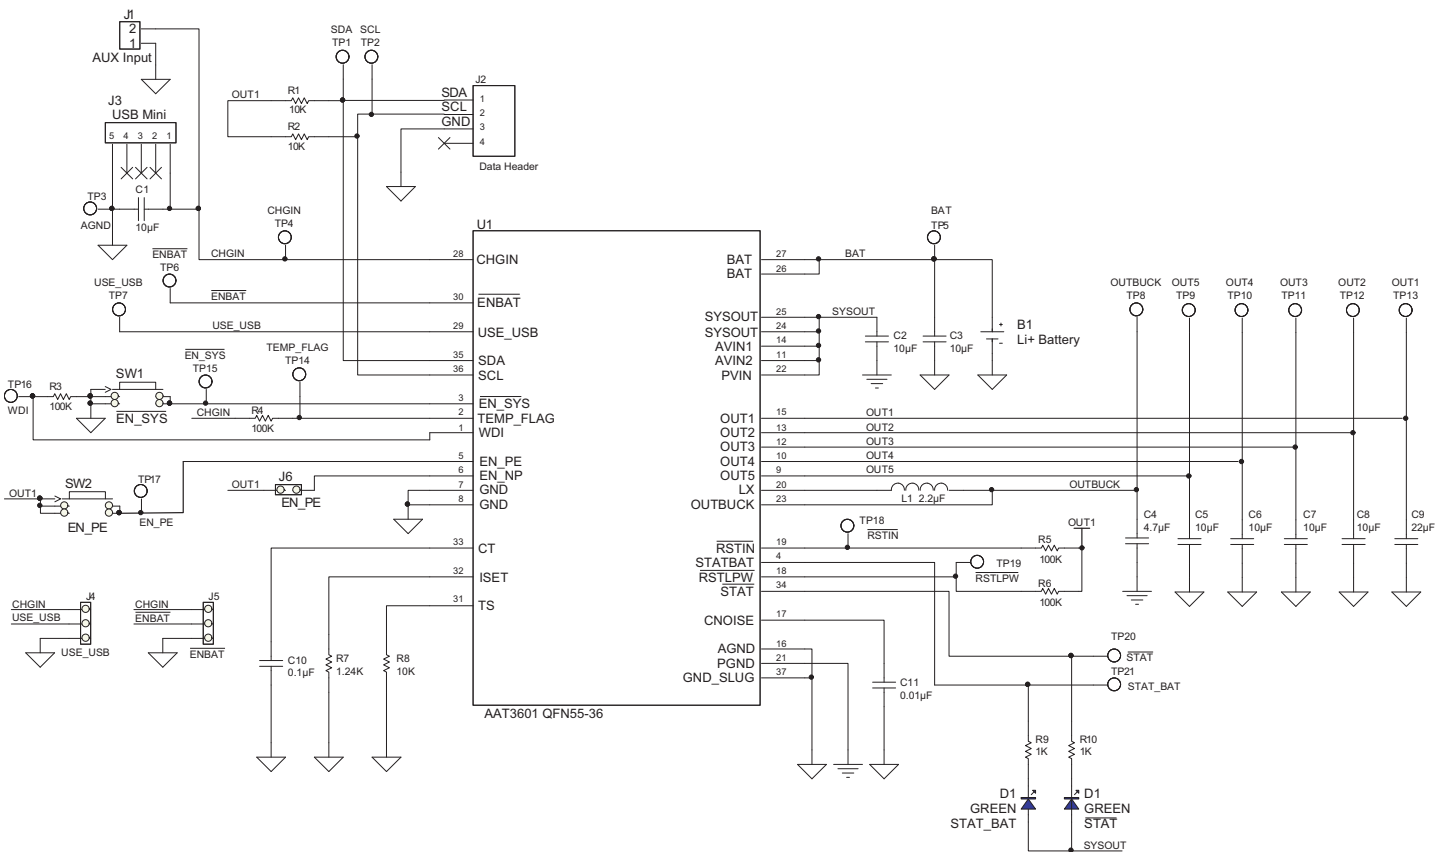 J1
2
1
AUX Input
J3
USB Mini
5 4 3 2 1
TP3
AGND
C1
10µF
SDA SCL
TP1 TP2
OUT1
R1
10K
R2
10K
J2
SDA 1
SCL 2
GND 3
4
Data Header
CHGIN
TP4
CHGIN
ENBAT
TP6
ENBAT
USE_USB
TP7
USE_USB
EN_SYS
TP15
TEMP_FLAG
TP14
TP16
WDI
R3
100K
SW1
EN_SYS
CHGIN
R4
100K
OUT1
SW2
EN_PE
TP17
EN_PE
OUT1
J6
EN_PE
U1
28 CHGIN
30 ENBAT
29 USE_USB
35 SDA
36 SCL
3 EN_SYS
2 TEMP_FLAG
1 WDI
5 EN_PE
6 EN_NP
7 GND
8 GND
33 CT
32 ISET
31 TS
AAT3601 QFN55-36
BAT 27
BAT 26
SYSOUT 25
SYSOUT 24
AVIN1 14
AVIN2 11
PVIN 22
OUT1 15
OUT2 13
OUT3 12
OUT4 10
OUT5 9
LX 20
OUTBUCK 23
RSTIN 19
STATBAT 4
RSTLPW 18
STAT 34
CNOISE 17
AGND 16
PGND 21
GND_SLUG 37
BAT
BAT
TP5
SYSOUT
C2
10µF
C3
10µF
B1
Li+ Battery
+
-
OUT1
OUT2
OUT3
OUT4
OUT5
L1 2.2µF
OUTBUCK
OUTBUCK OUT5 OUT4 OUT3 OUT2 OUT1
TP8 TP9 TP10 TP11 TP12 TP13
C4
4.7µF
C5
10µF
C6
10µF
C7
10µF
C8
10µF
C9
22µF
TP18
RSTIN
TP19
RSTLPW
OUT1
R5
100K
R6
100K
CHGIN
USE_USB
J4
USE_USB
CHGIN
ENBAT
J5
ENBAT
C10
0.1µF
R7
1.24K
R8
10K
C11
0.01µF
TP20
STAT
TP21
STAT_BAT
R9
1K
R10
1K
D1
GREEN
STAT_BAT
D1
GREEN
STAT
SYSOUT